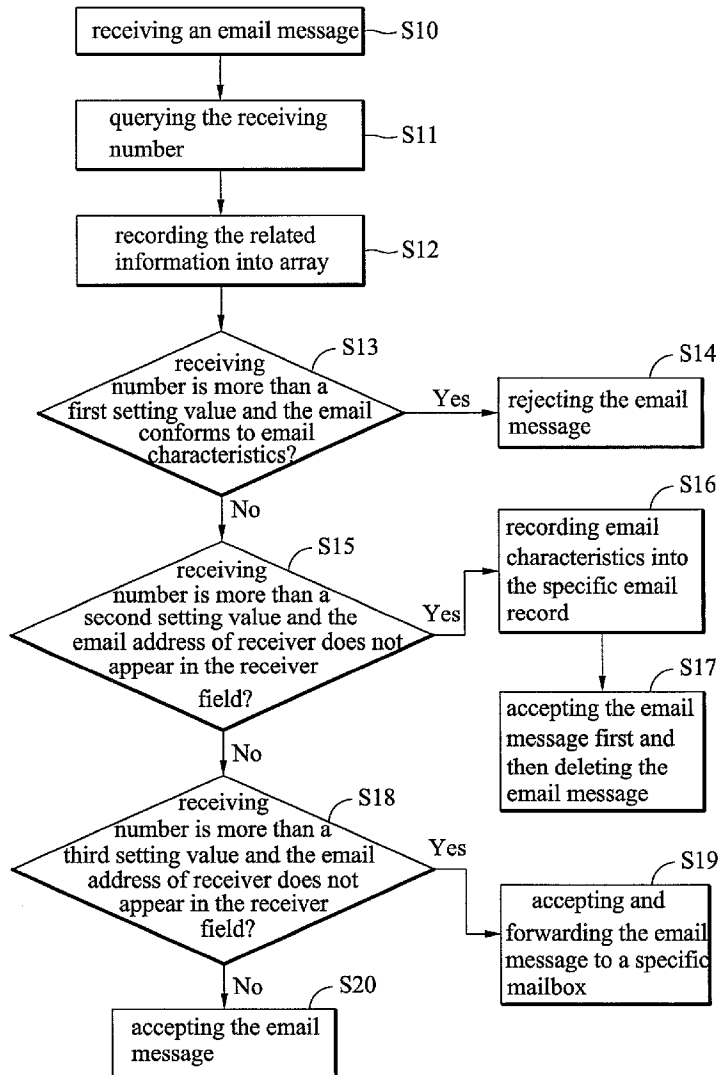 receiving an email message
S10
querying the receiving
number
S11
recording the related
information into array
S12
receiving
number is more than a
first setting value and the email
conforms to email
characteristics?
S13
Yes
rejecting the email
message
S14
No
receiving
number is more than a
second setting value and the
email address of receiver does not
appear in the receiver
field?
S15
Yes
recording email
characteristics into
the specific email
record
S16
accepting the email
message first and
then deleting the
email message
S17
No
receiving
number is more than a
third setting value and the email
address of receiver does not
appear in the receiver
field?
S18
Yes
accepting and
forwarding the email
message to a specific
mailbox
S19
No
accepting the email
message
S20